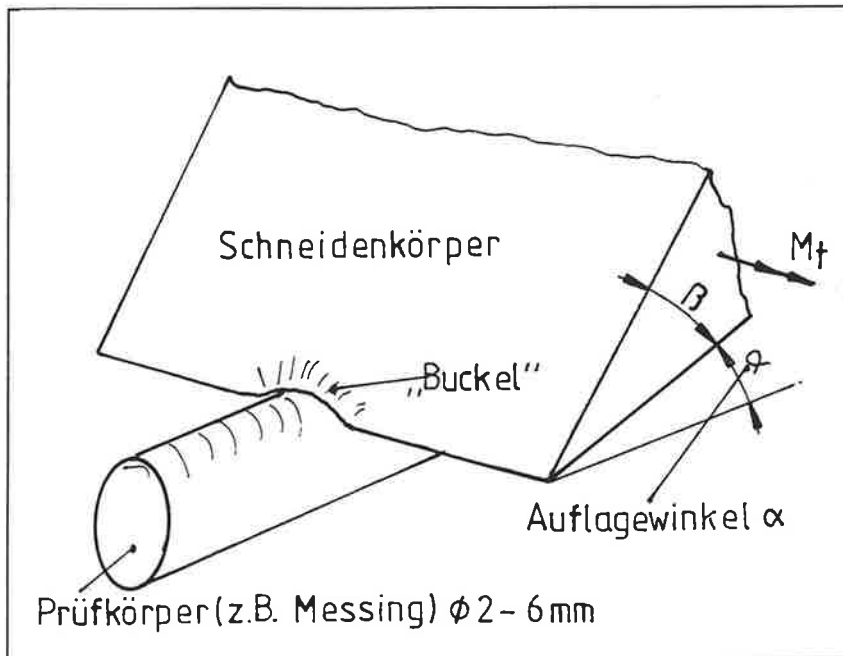 Schneidenkörper
Mt
β
„Buckel“
α
Auflagewinkel α
Prüfkörper (z.B. Messing) ϕ 2 - 6mm